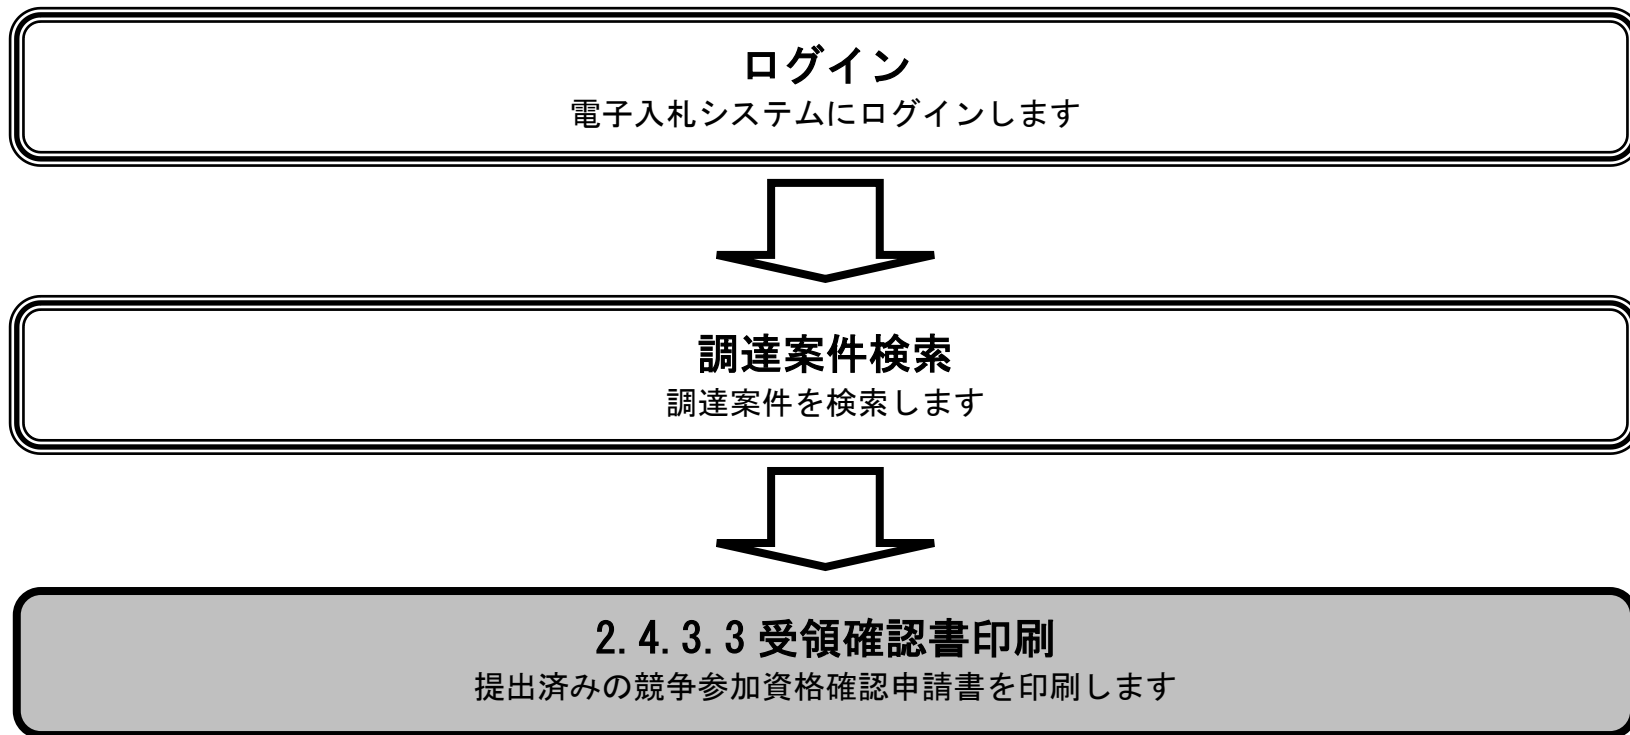 ログイン
電子入札システムにログインします
調達案件検索
調達案件を検索します
2.4.3.3 受領確認書印刷
提出済みの競争参加資格確認申請書を印刷します